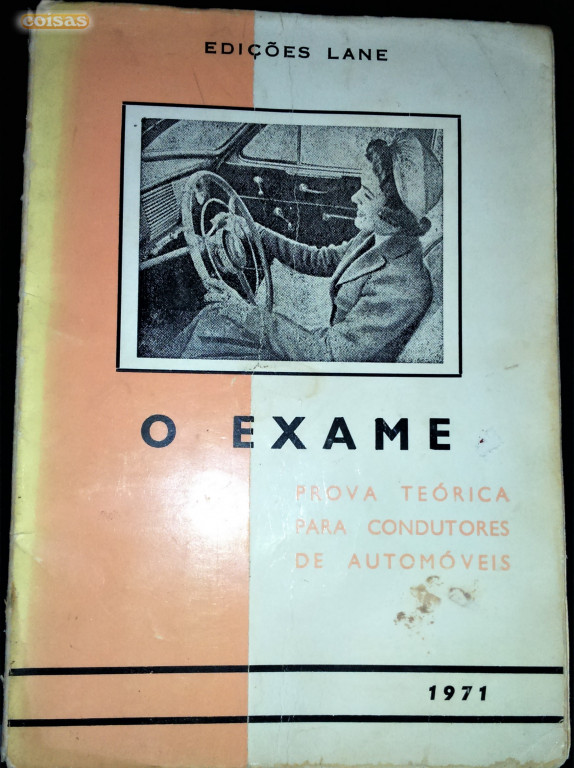 coisas
EDIÇÕES LANE
O EXAME
PROVA TEÓRICA
PARA CONDUTORES
DE AUTOMÓVEIS
1971